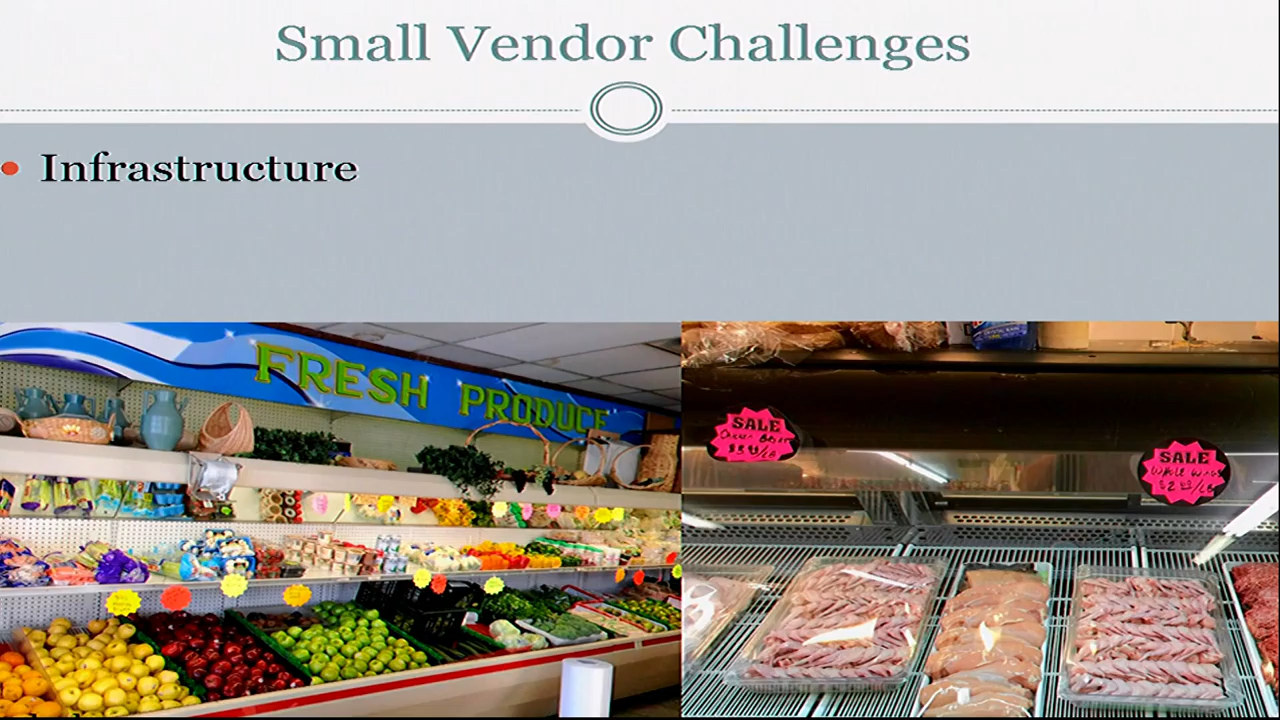 Small Vendor Challenges
• Infrastructure
FRESH PRODUCE
SALE
SALE